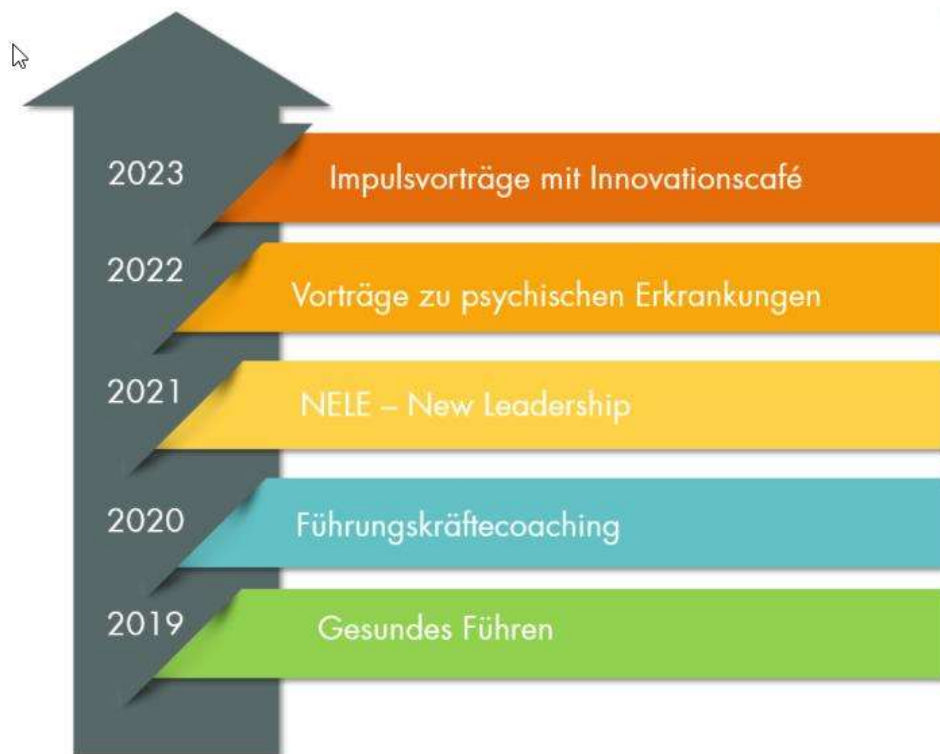 2023 Impulsvorträge mit Innovationscafé
2022 Vorträge zu psychischen Erkrankungen
2021 NELE – New Leadership
2020 Führungskräftecoaching
2019 Gesundes Führen